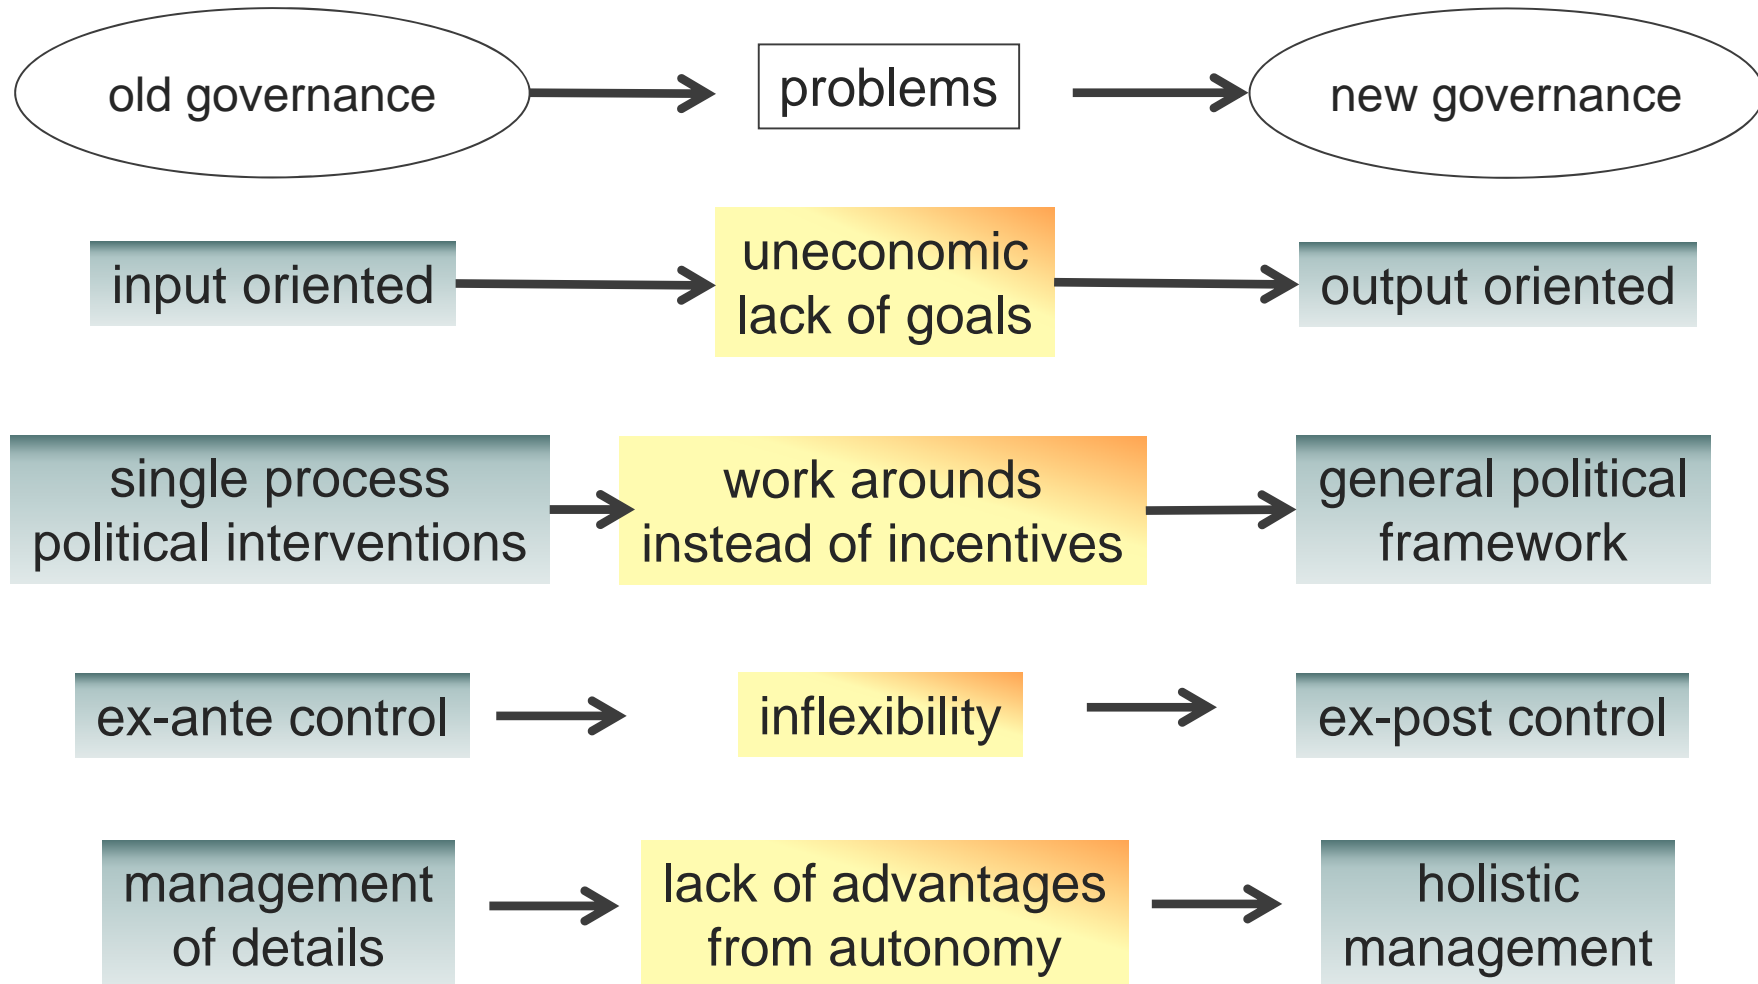 old governance
problems
new governance
input oriented
uneconomic
lack of goals
output oriented
single process
political interventions
work arounds
instead of incentives
general political
framework
ex-ante control
inflexibility
ex-post control
management
of details
lack of advantages
from autonomy
holistic
management